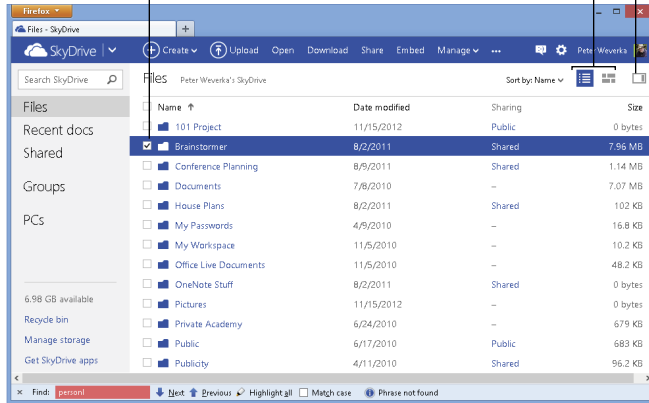 Firefox
Files - SkyDrive
SkyDrive Create Upload Open Download Share Embed Manage ... Peter Weverka
Search SkyDrive
Files Peter Weverka's SkyDrive Sort by: Name
Files
Recent docs
Shared
Groups
PCs
6.98 GB available
Recycle bin
Manage storage
Get SkyDrive apps
Name Date modified Sharing Size
101 Project 11/15/2012 Public 0 bytes
Brainstormer 8/2/2011 Shared 7.96 MB
Conference Planning 8/9/2011 Shared 1.14 MB
Documents 7/8/2010 – 7.07 MB
House Plans 8/2/2011 Shared 102 KB
My Passwords 4/9/2010 – 16.8 KB
My Workspace 11/5/2010 – 10.2 KB
Office Live Documents 11/5/2010 – 48.2 KB
OneNote Stuff 8/2/2011 Shared 0 bytes
Pictures 11/15/2012 – 0 bytes
Private Academy 6/24/2010 – 679 KB
Public 6/17/2010 Public 683 KB
Publicity 4/11/2010 Shared 96.2 KB
× Find: personl Next Previous Highlight all Match case Phrase not found